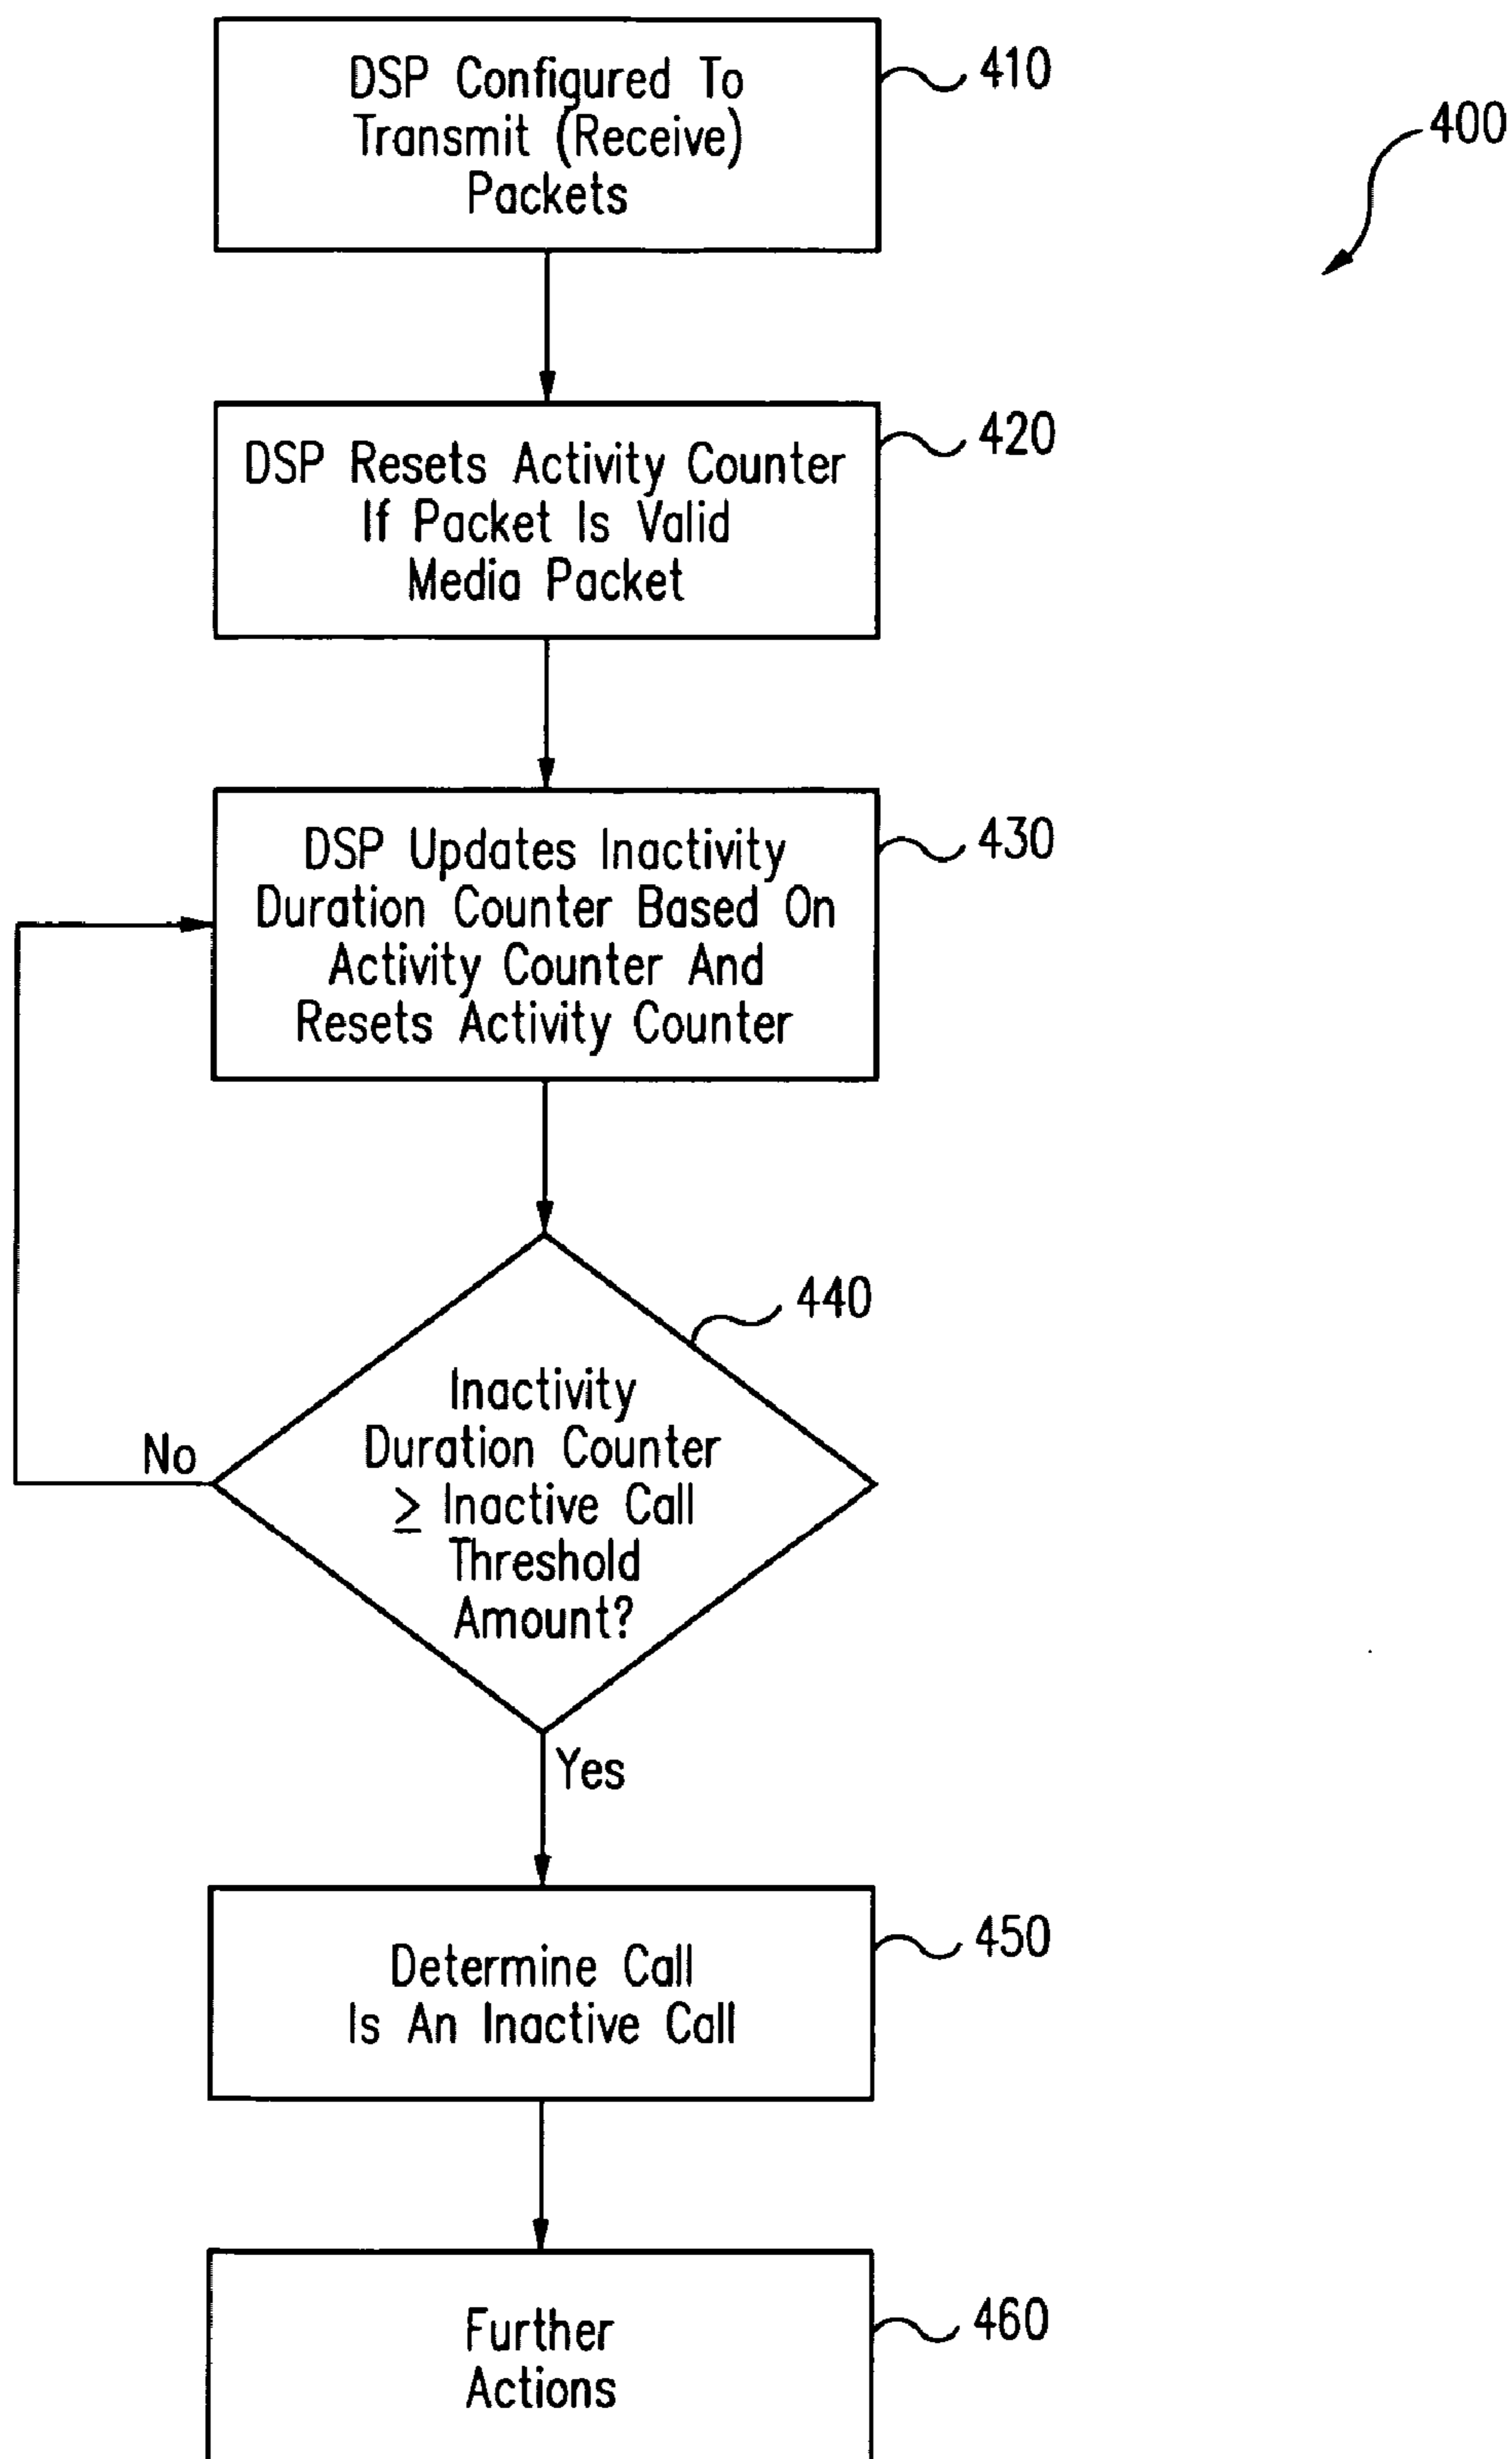 DSP Configured To
Transmit (Receive)
Packets
410
400
DSP Resets Activity Counter
If Packet Is Valid
Media Packet
420
DSP Updates Inactivity
Duration Counter Based On
Activity Counter And
Resets Activity Counter
430
Inactivity
Duration Counter
≥ Inactive Call
Threshold
Amount?
440
No
Yes
Determine Call
Is An Inactive Call
450
Further
Actions
460